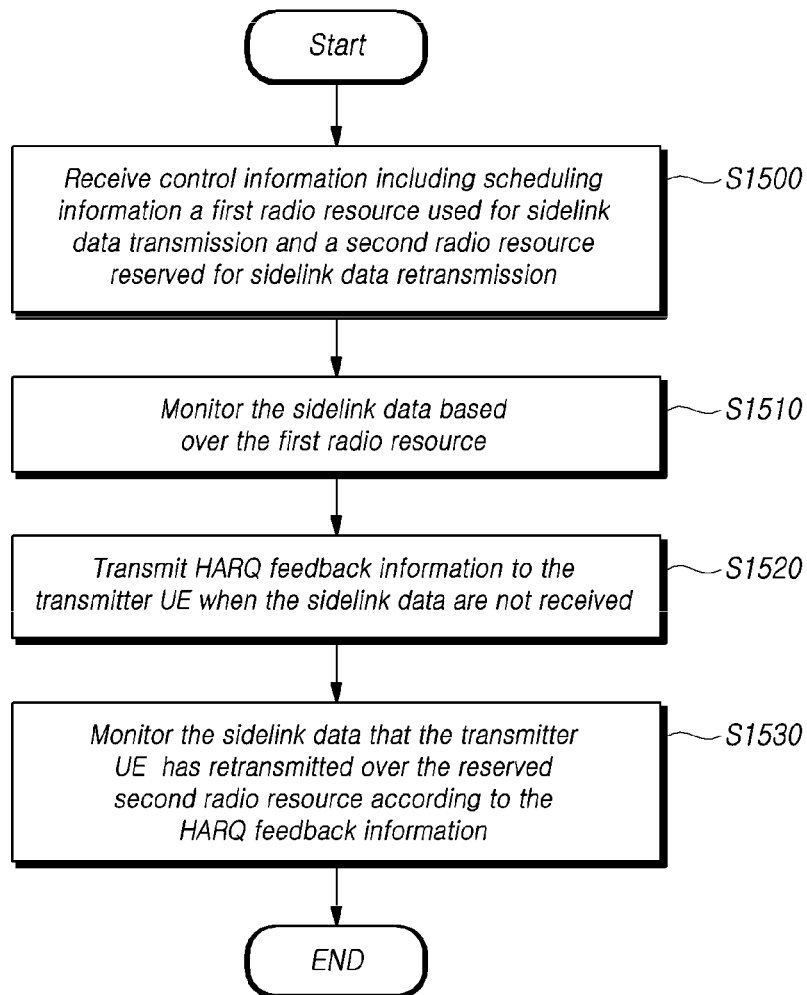 Start
Receive control information including scheduling
information a first radio resource used for sidelink
data transmission and a second radio resource
reserved for sidelink data retransmission
S1500
Monitor the sidelink data based
over the first radio resource
S1510
Transmit HARQ feedback information to the
transmitter UE when the sidelink data are not received
S1520
Monitor the sidelink data that the transmitter
UE has retransmitted over the reserved
second radio resource according to the
HARQ feedback information
S1530
END